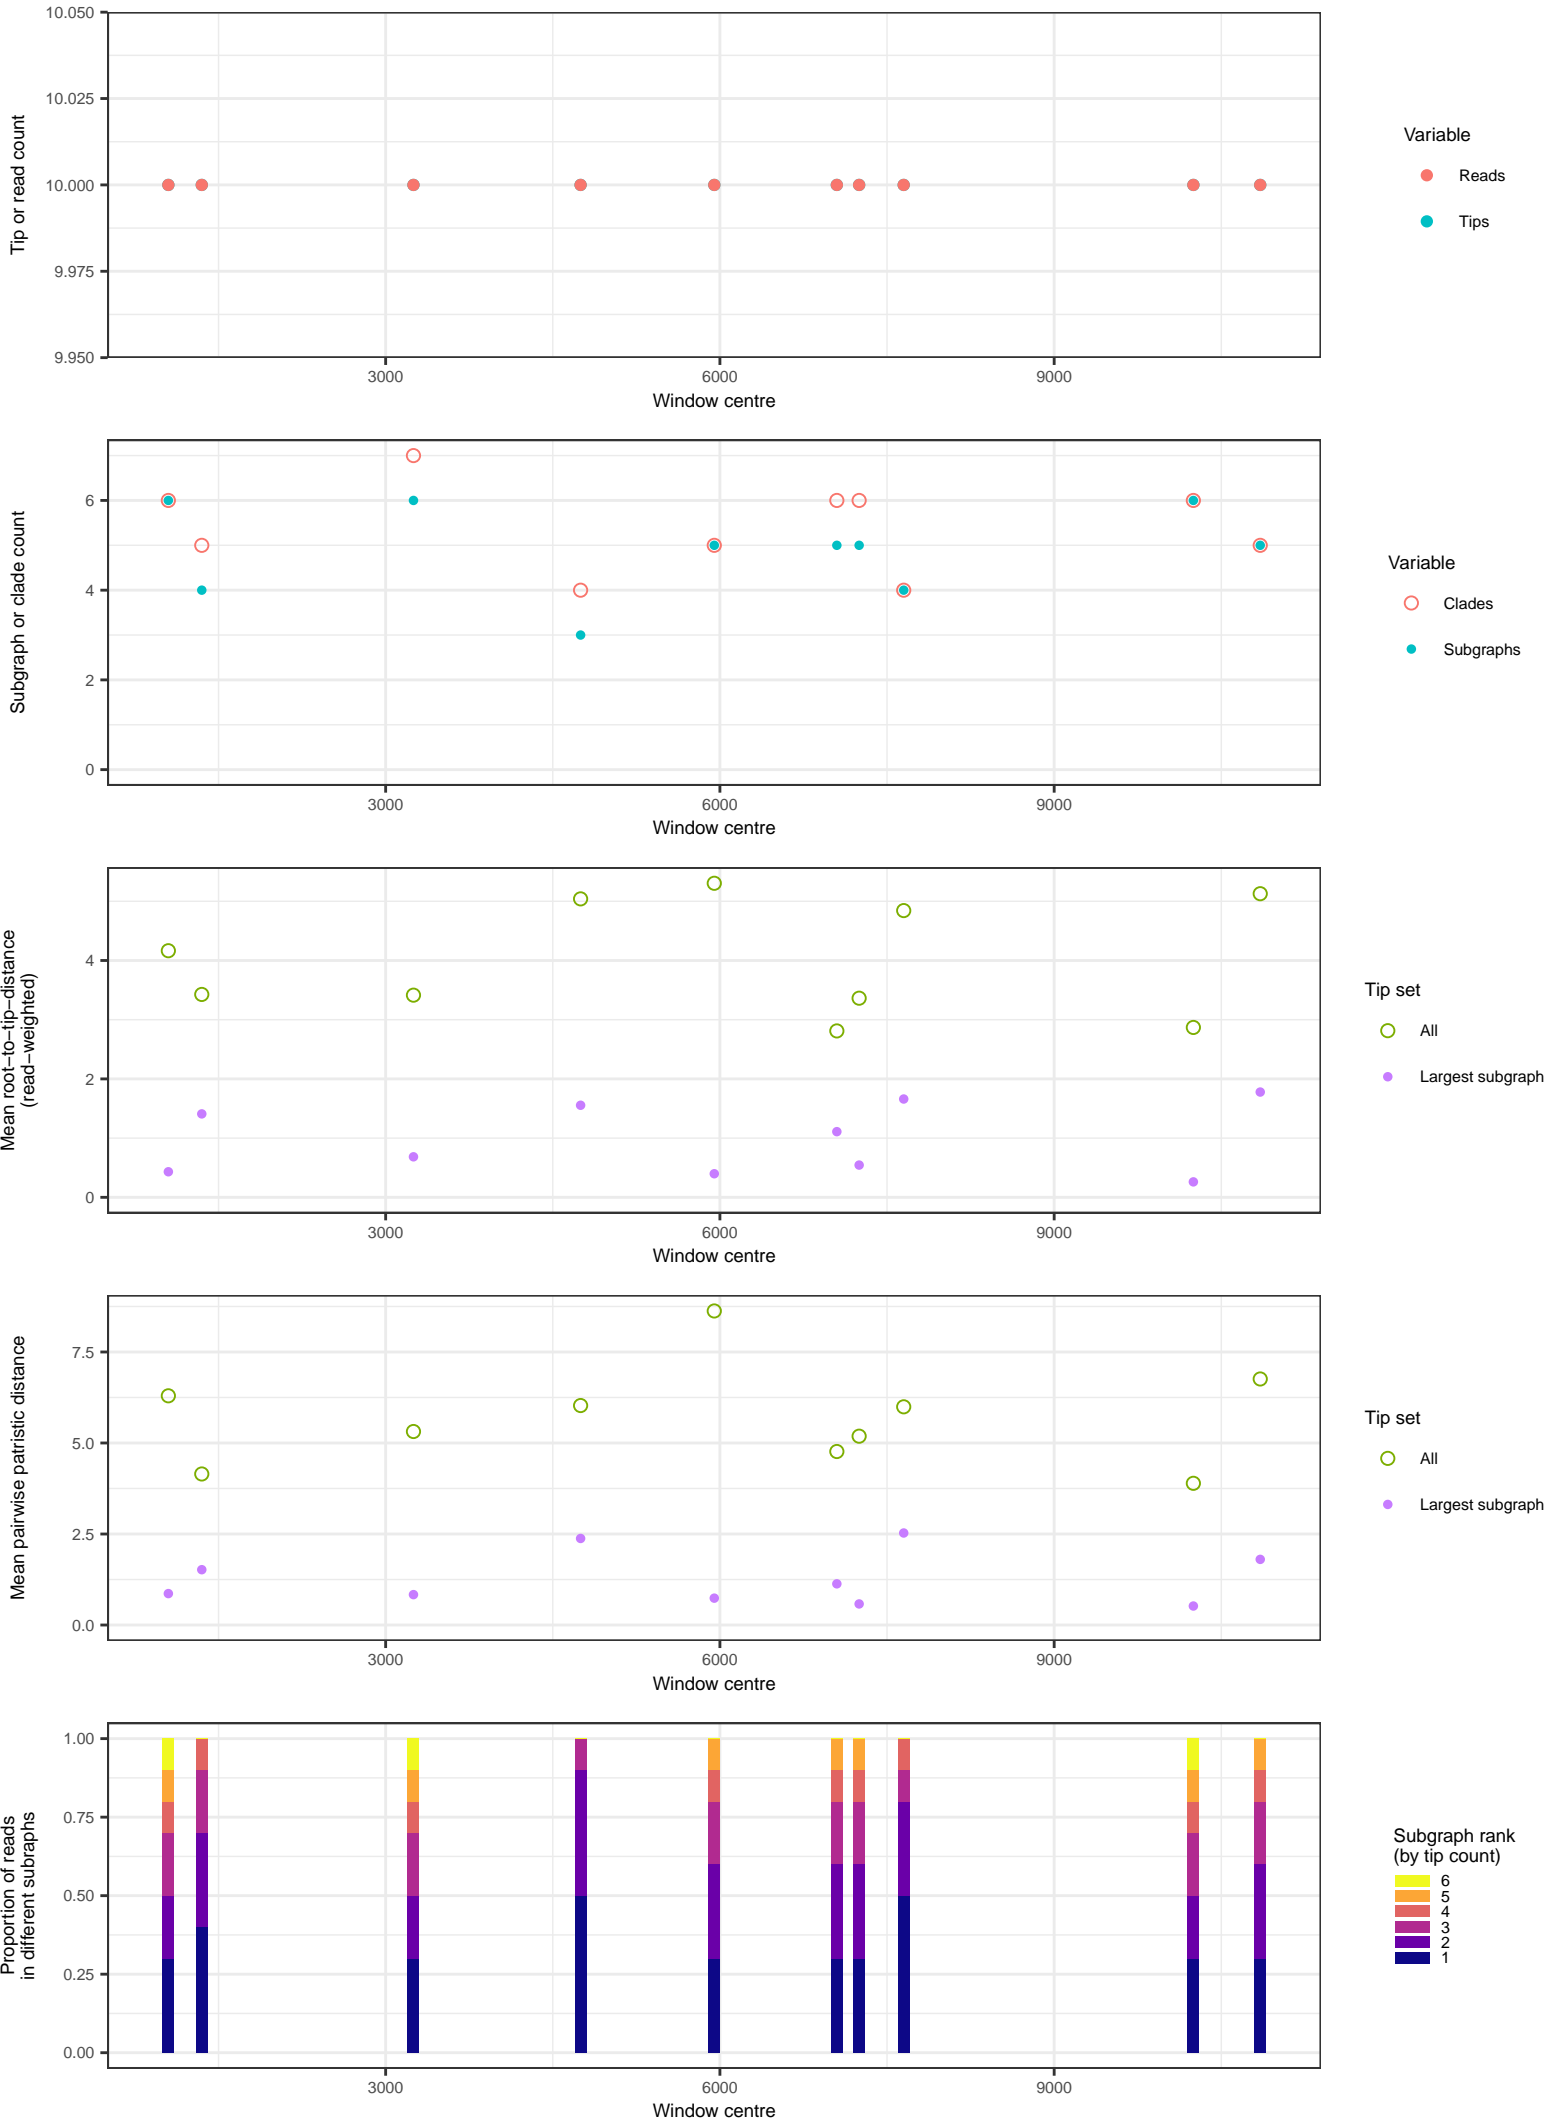 10.050
10.025
10.000
9.975
9.950
Tip or read count
3000 6000 9000
Window centre
Variable
Reads
Tips
6
4
2
0
Subgraph or clade count
3000 6000 9000
Window centre
Variable
Clades
Subgraphs
4
2
0
Mean root−to−tip−distance
(read−weighted)
3000 6000 9000
Window centre
Tip set
All
Largest subgraph
7.5
5.0
2.5
0.0
Mean pairwise patristic distance
3000 6000 9000
Window centre
Tip set
All
Largest subgraph
1.00
0.75
0.50
0.25
0.00
Proportion of reads
in different subraphs
3000 6000 9000
Window centre
Subgraph rank
(by tip count)
6
5
4
3
2
1